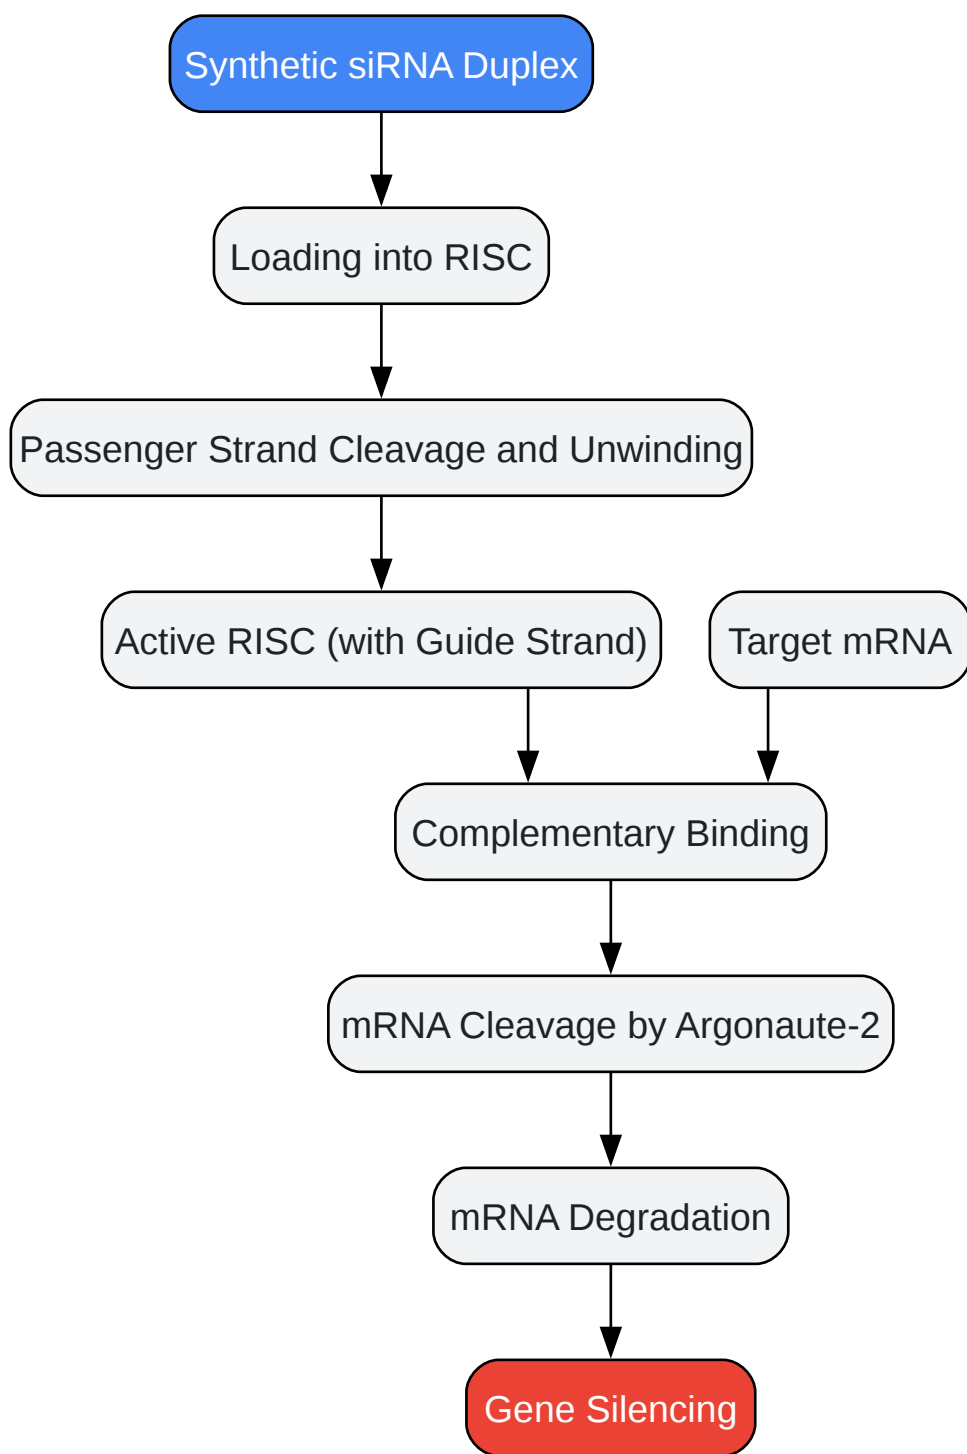 Synthetic siRNA Duplex
Loading into RISC
Passenger Strand Cleavage and Unwinding
Active RISC (with Guide Strand)
Target mRNA
Complementary Binding
mRNA Cleavage by Argonaute-2
mRNA Degradation
Gene Silencing